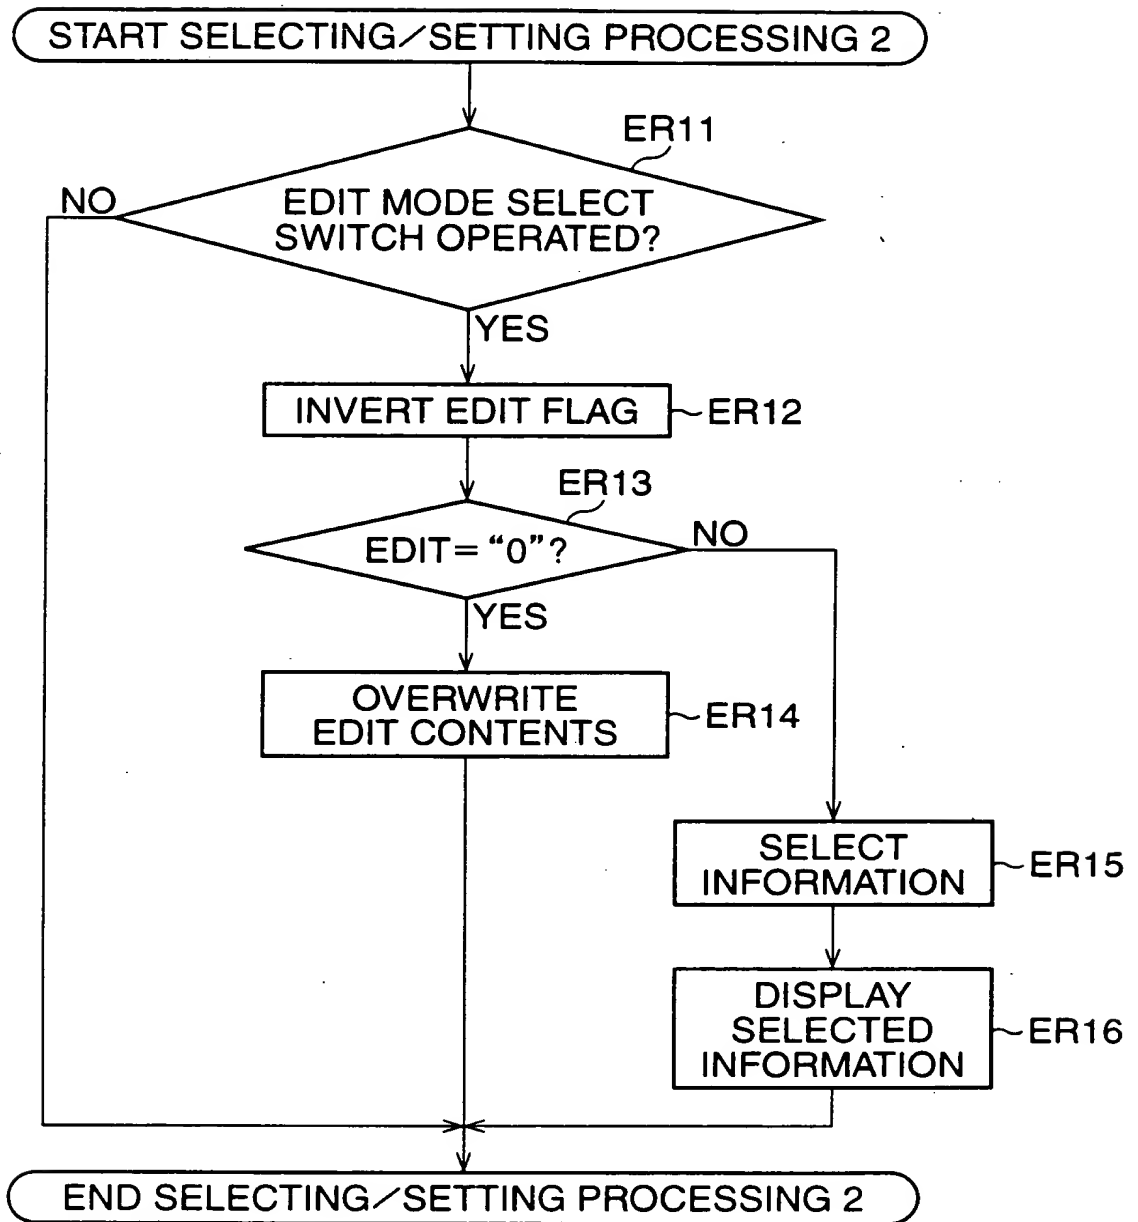 START SELECTING/SETTING PROCESSING 2
ER11
NO
EDIT MODE SELECT
SWITCH OPERATED?
YES
INVERT EDIT FLAG
ER12
ER13
EDIT= “0”?
NO
YES
OVERWRITE
EDIT CONTENTS
ER14
SELECT
INFORMATION
ER15
DISPLAY
SELECTED
INFORMATION
ER16
END SELECTING/SETTING PROCESSING 2